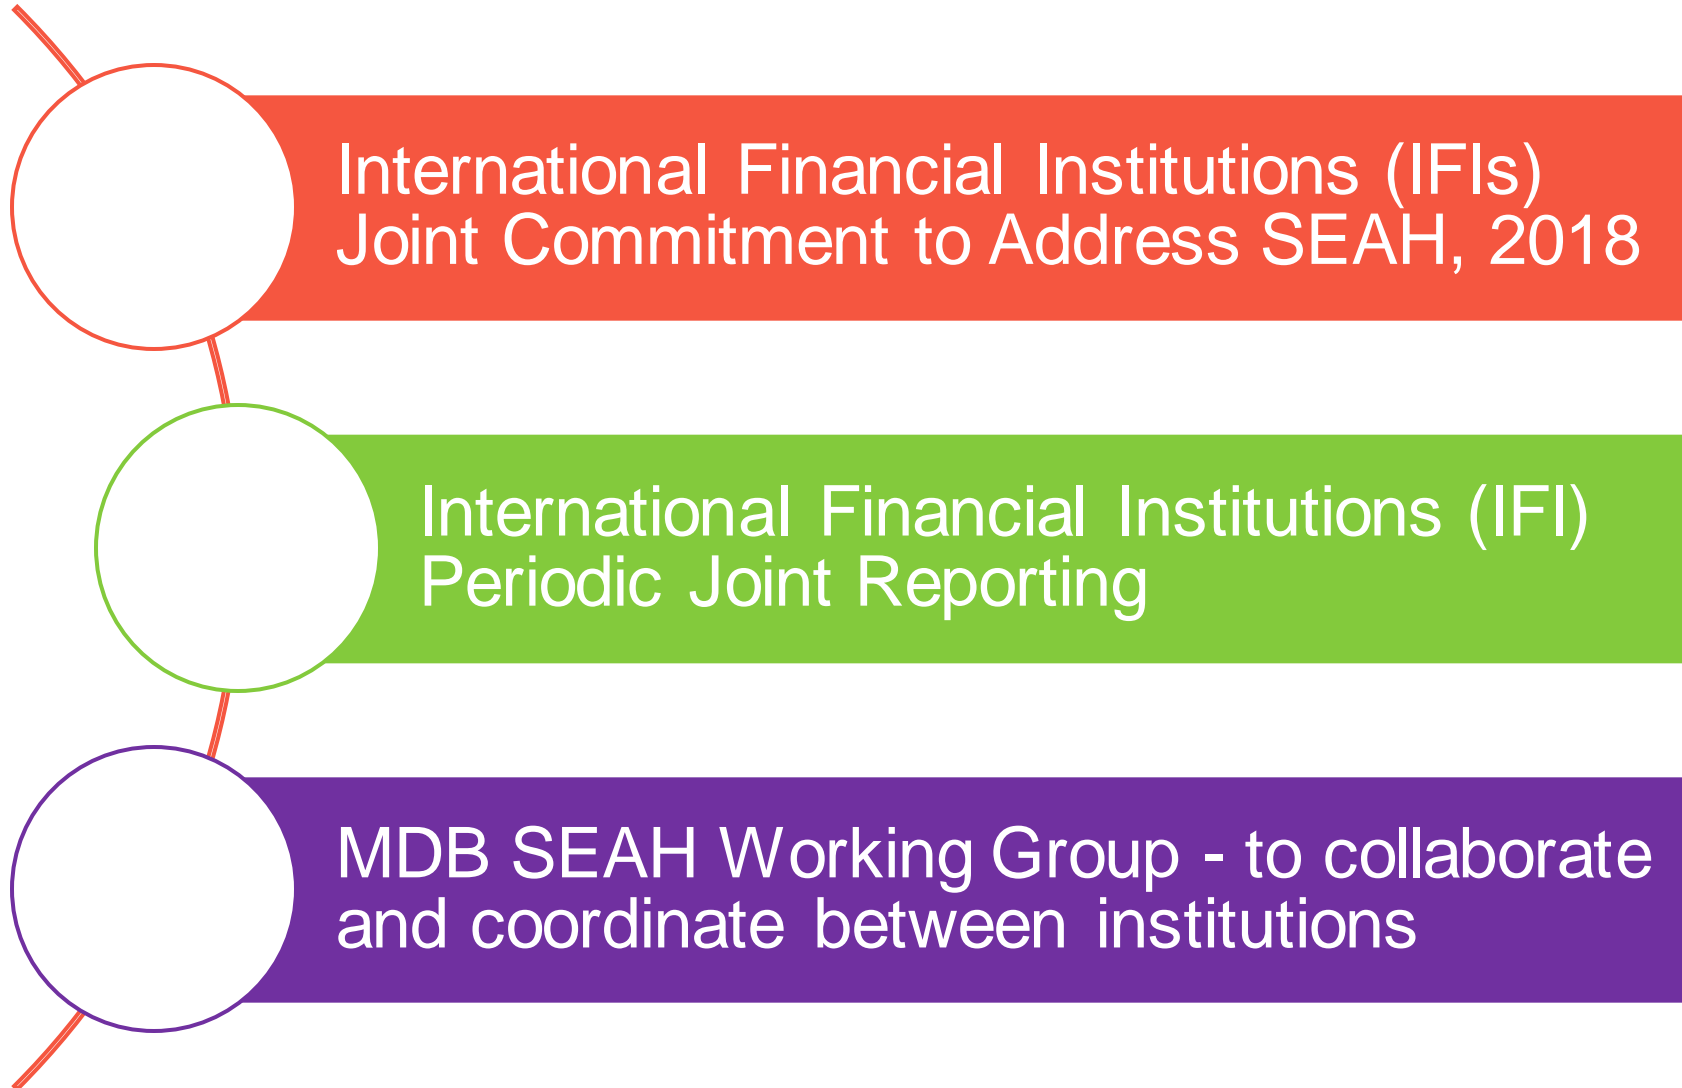 International Financial Institutions (IFIs)
Joint Commitment to Address SEAH, 2018
International Financial Institutions (IFI)
Periodic Joint Reporting
MDB SEAH Working Group - to collaborate
and coordinate between institutions